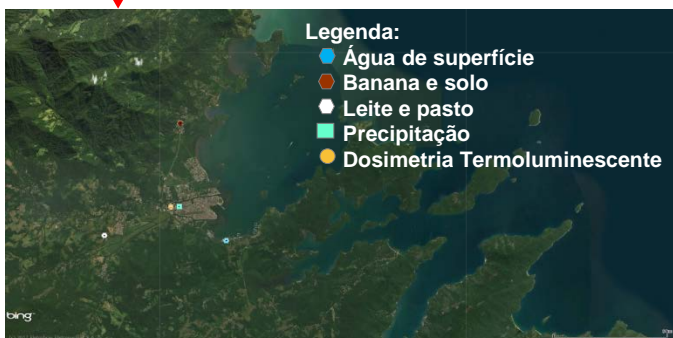 Legenda:
Água de superfície
Banana e solo
Leite e pasto
Precipitação
Dosimetria Termoluminescente
bing